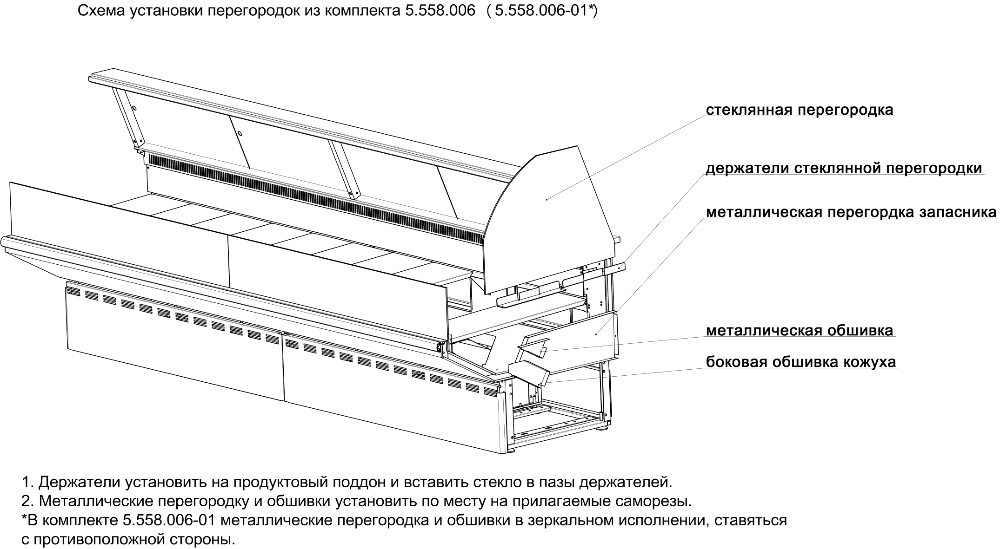 Схема установки перегородок из комплекта 5.558.006 (5.558.006-01*)
стеклянная перегородка
держатели стеклянной перегородки
металлическая перегордка запасника
металлическая обшивка
боковая обшивка кожуха
1. Держатели установить на продуктовый поддон и вставить стекло в пазы держателей.
2. Металлические перегородку и обшивки установить по месту на прилагаемые саморезы.
*В комплекте 5.558.006-01 металлические перегородка и обшивки в зеркальном исполнении, ставяться
с противоположной стороны.